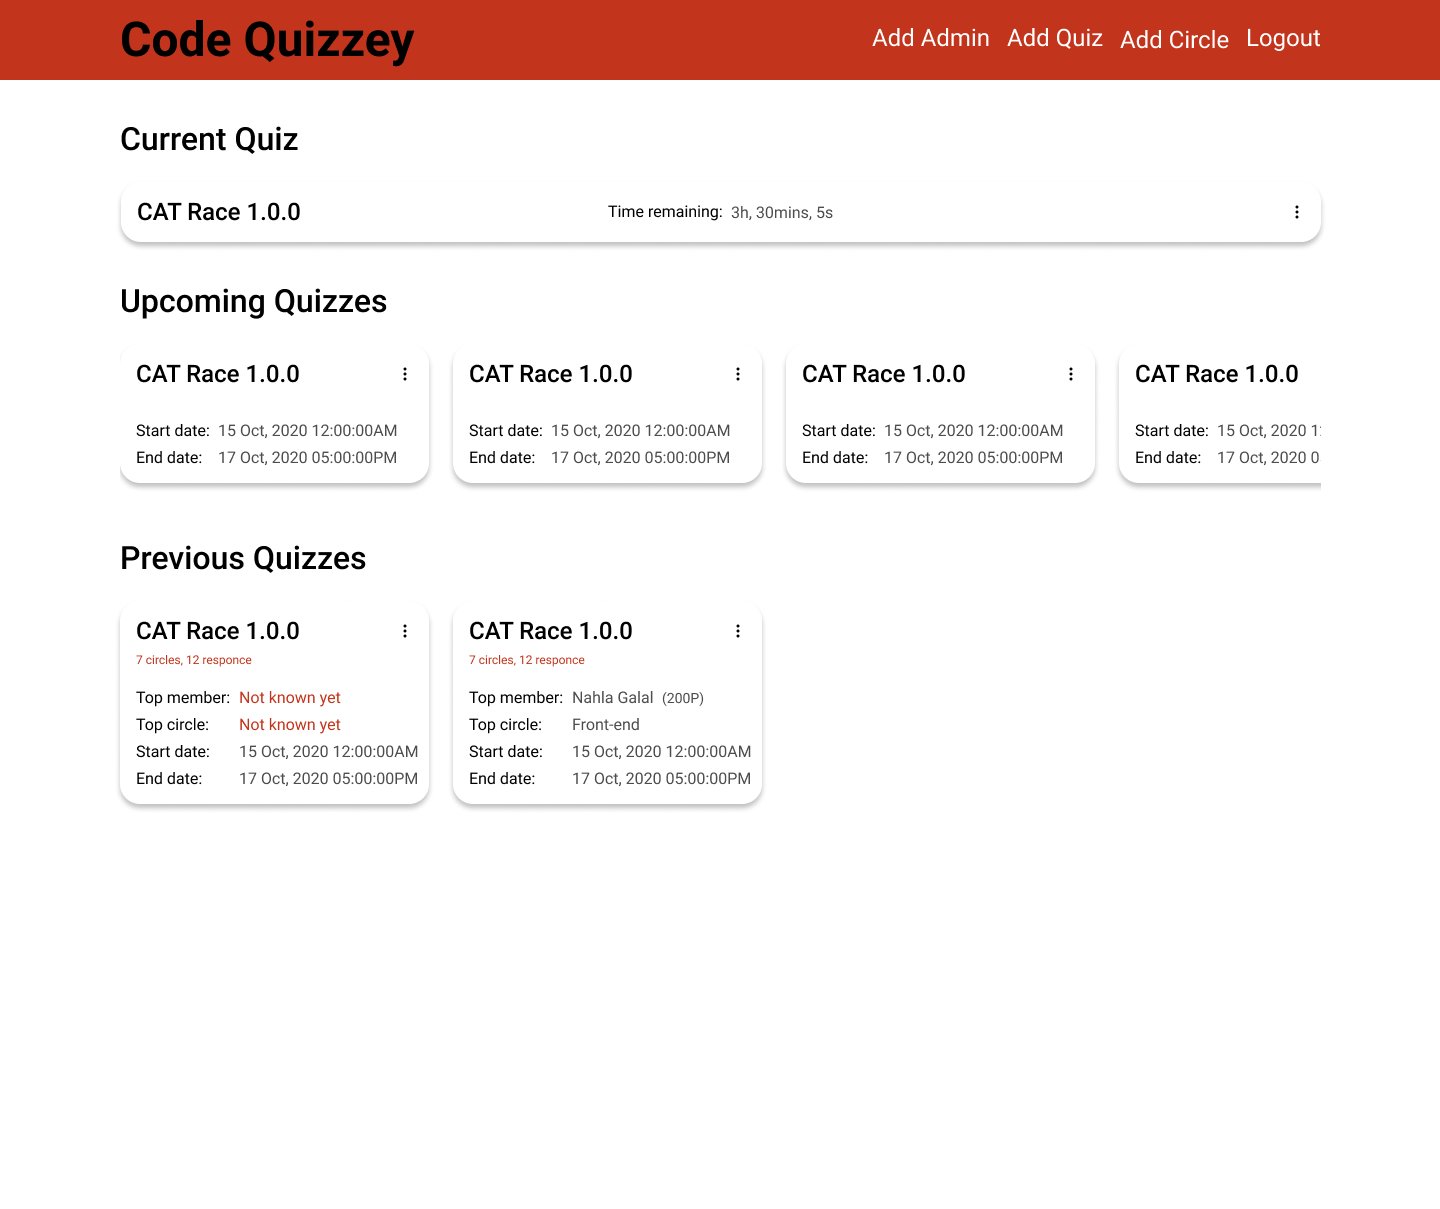 Code Quizzey
Add Admin Add Quiz Add Circle Logout
Current Quiz
CAT Race 1.0.0 Time remaining: 3h, 30mins, 5s
Upcoming Quizzes
CAT Race 1.0.0
Start date: 15 Oct, 2020 12:00:00AM
End date: 17 Oct, 2020 05:00:00PM
CAT Race 1.0.0
Start date: 15 Oct, 2020 12:00:00AM
End date: 17 Oct, 2020 05:00:00PM
CAT Race 1.0.0
Start date: 15 Oct, 2020 12:00:00AM
End date: 17 Oct, 2020 05:00:00PM
CAT Race 1.0.0
Start date: 15 Oct, 2020 1
End date: 17 Oct, 2020 0
Previous Quizzes
CAT Race 1.0.0
7 circles, 12 responce
Top member: Not known yet
Top circle: Not known yet
Start date: 15 Oct, 2020 12:00:00AM
End date: 17 Oct, 2020 05:00:00PM
CAT Race 1.0.0
7 circles, 12 responce
Top member: Nahla Galal (200P)
Top circle: Front-end
Start date: 15 Oct, 2020 12:00:00AM
End date: 17 Oct, 2020 05:00:00PM